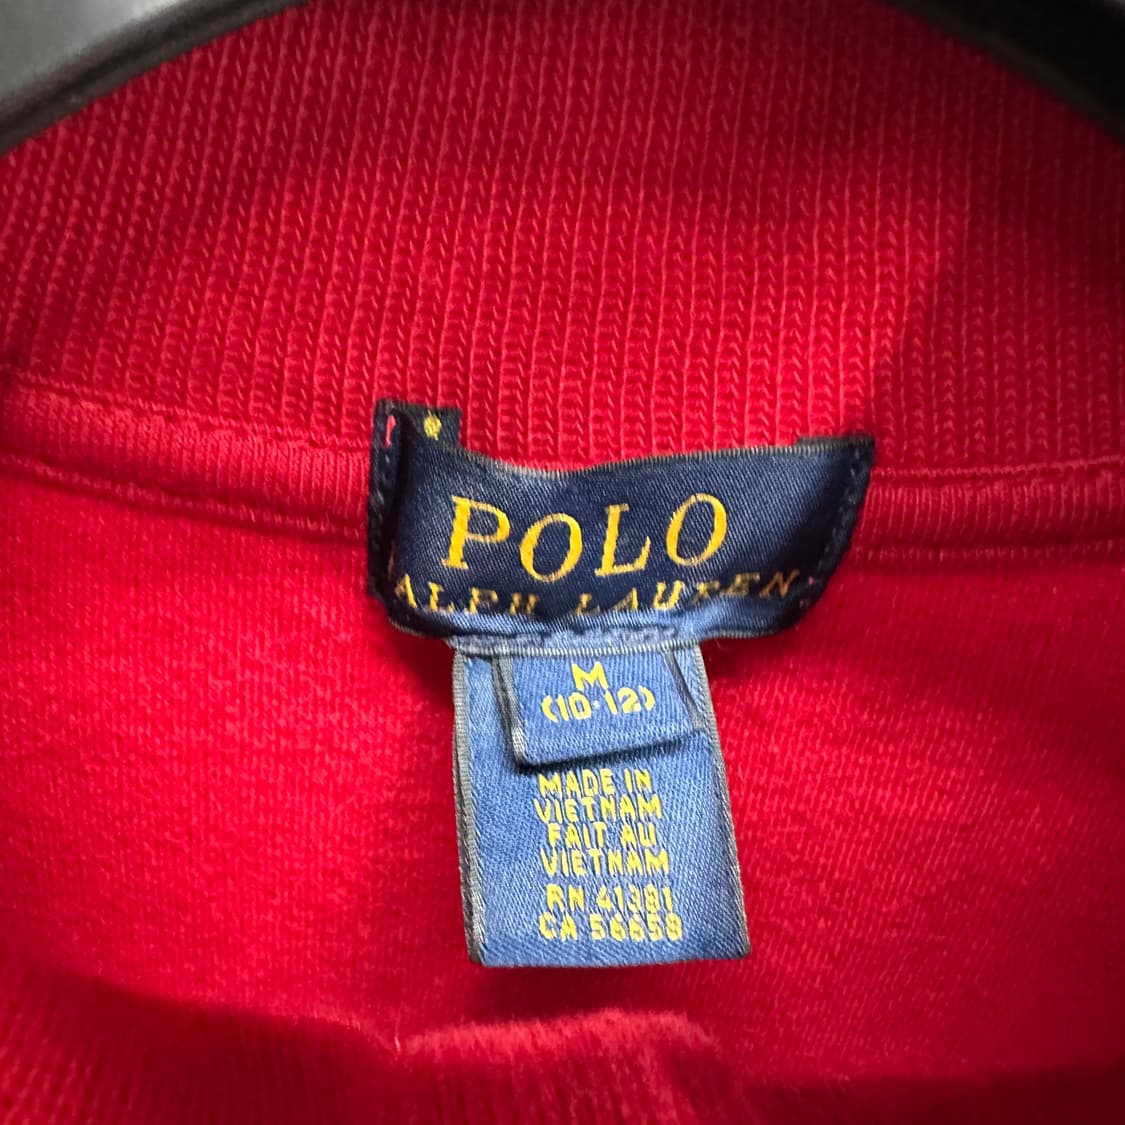 POLO
RALPH LAUREN
M
(10-12)
MADE IN
VIETNAM
FAIT AU
VIETNAM
RN 41381
CA 56658